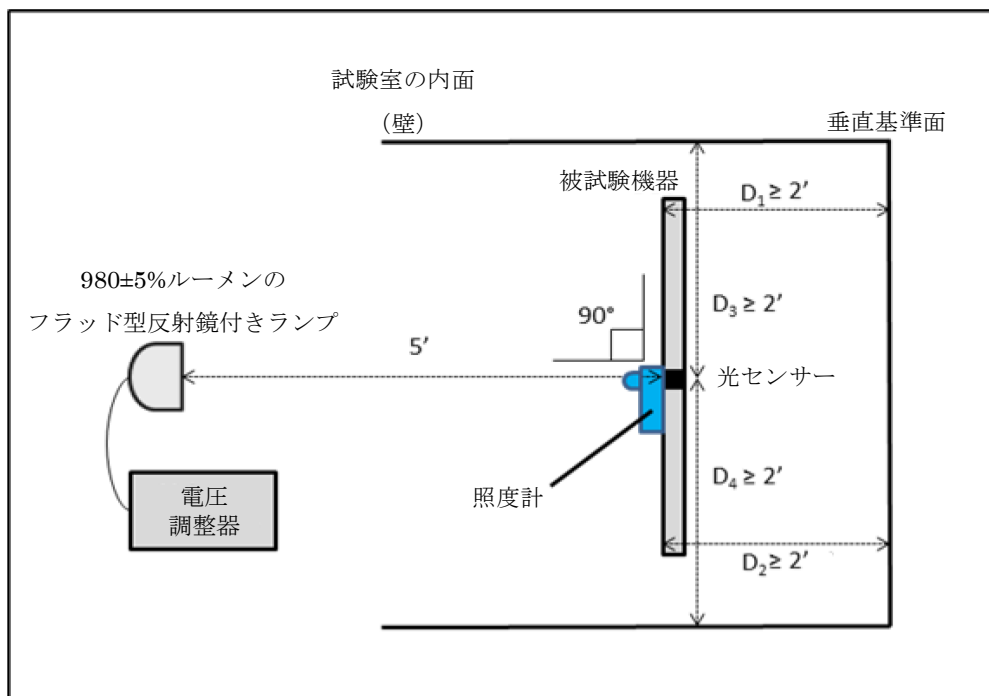 試験室の内面
（壁）
垂直基準面
被試験機器
D₁ ≥ 2’
980±5%ルーメンの
フラッド型反射鏡付きランプ
90°
D₃ ≥ 2’
5’
光センサー
電圧
調整器
照度計
D₄ ≥ 2’
D₂ ≥ 2’